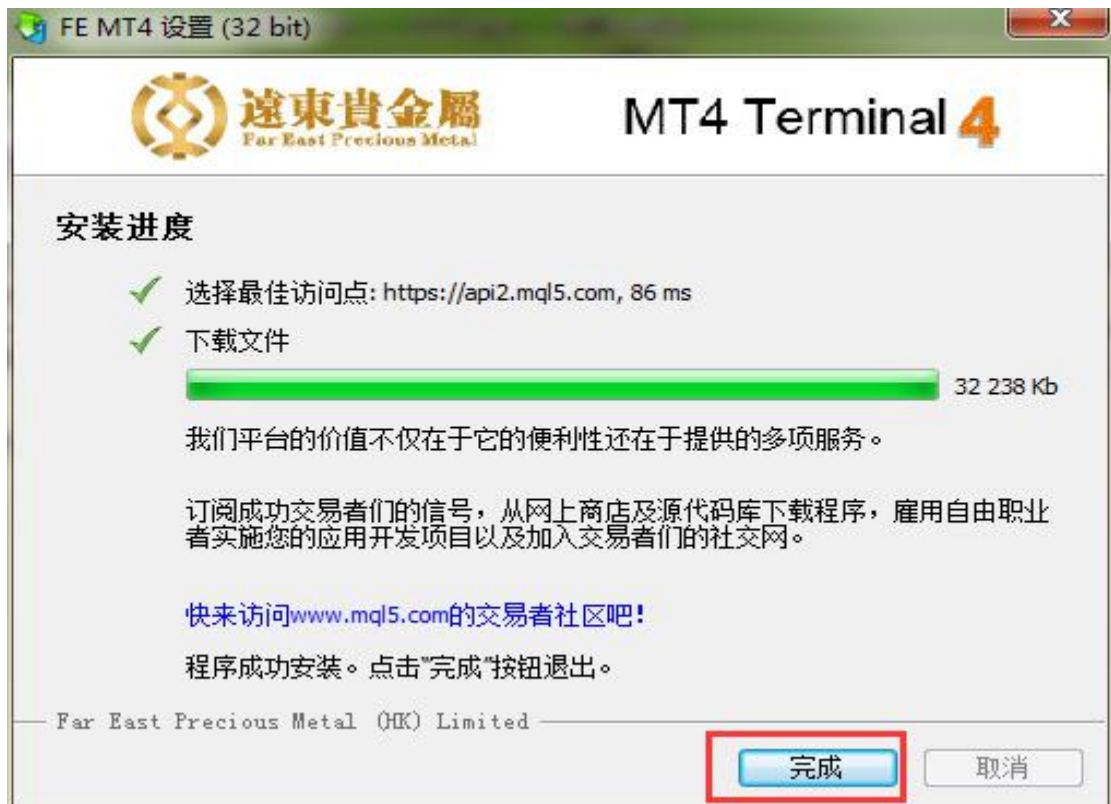 FE MT4 设置 (32 bit)
遠東貴金屬
Far East Precious Metal
MT4 Terminal 4
安装进度
选择最佳访问点: https://api2.mql5.com, 86 ms
下载文件
32 238 Kb
我们平台的价值不仅在于它的便利性还在于提供的多项服务。
订阅成功交易者们的信号，从网上商店及源代码库下载程序，雇用自由职业
者实施您的应用开发项目以及加入交易者们的社交网。
快来访问www.mql5.com的交易者社区吧!
程序成功安装。点击"完成"按钮退出。
Far East Precious Metal (HK) Limited
完成
取消